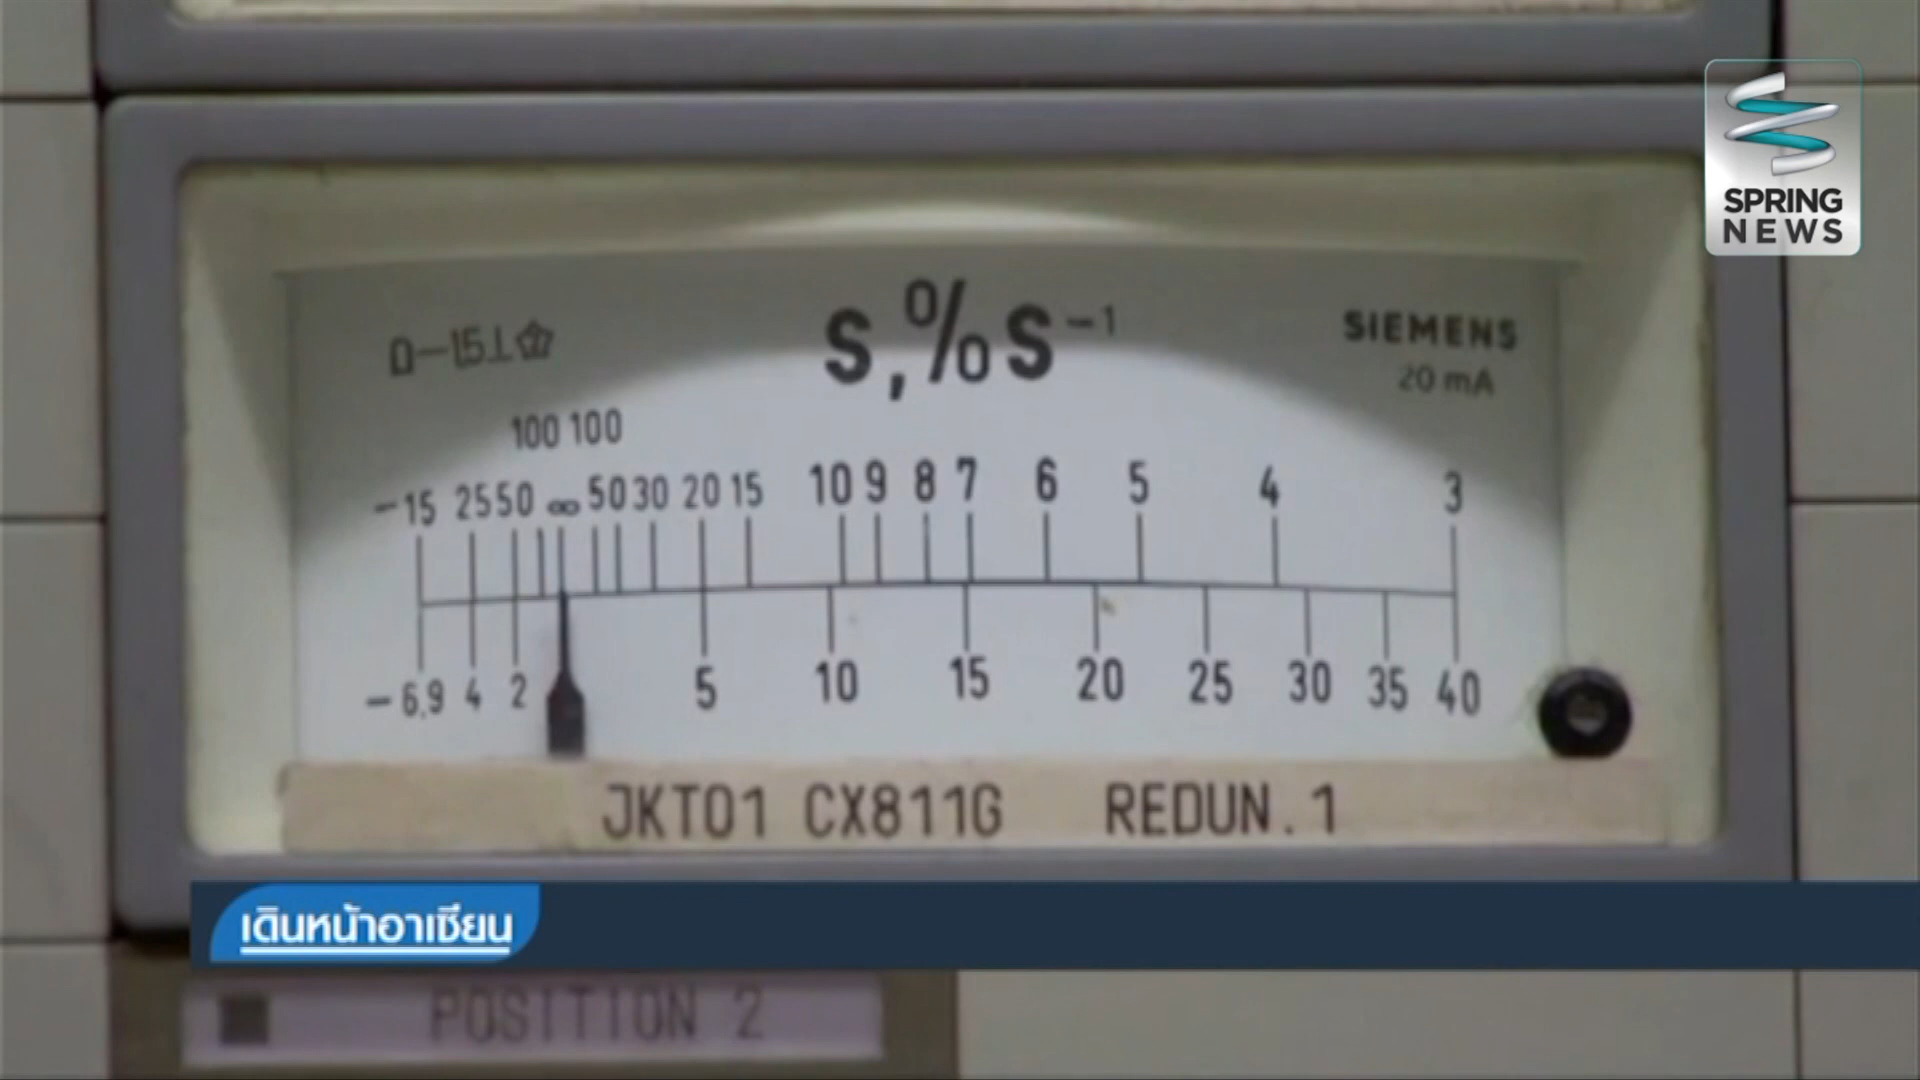 SPRING
NEWS
s,%s⁻¹
SIEMENS
20 mA
100 100
-15 25 50 ∞ 50 30 20 15 10 9 8 7 6 5 4 3
-6,9 4 2 5 10 15 20 25 30 35 40
JKT01 CX811G REDUN.1
เดินหน้าอาเซียน
POSITION 2